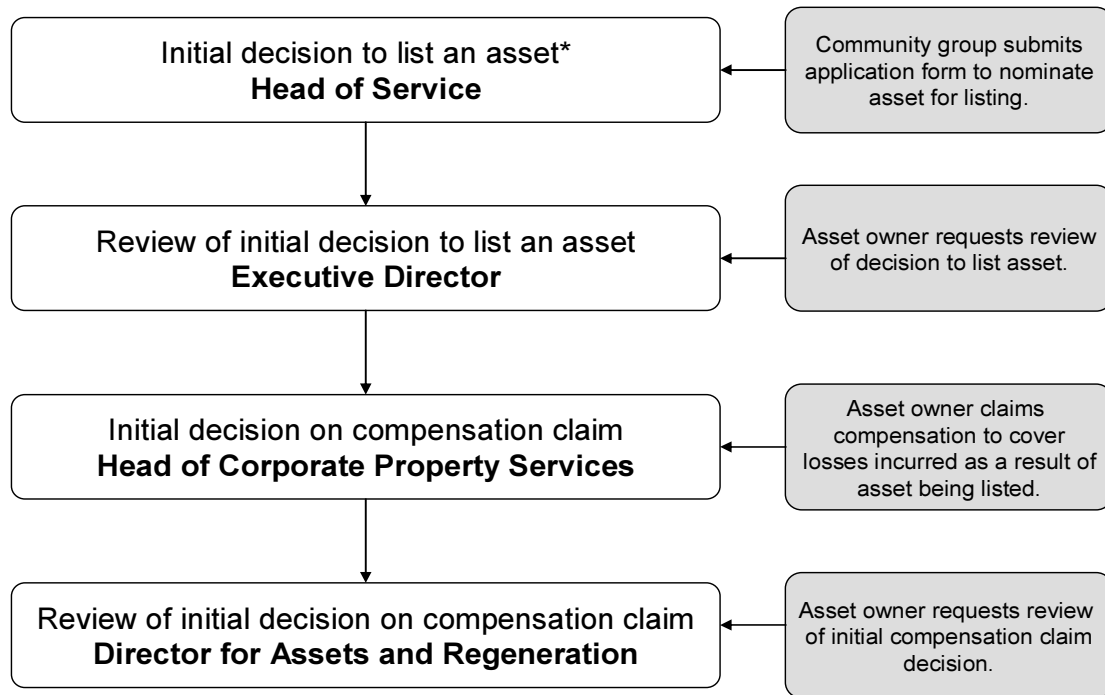 Initial decision to list an asset*
Head of Service
Community group submits
application form to nominate
asset for listing.
Review of initial decision to list an asset
Executive Director
Asset owner requests review
of decision to list asset.
Initial decision on compensation claim
Head of Corporate Property Services
Asset owner claims
compensation to cover
losses incurred as a result of
asset being listed.
Review of initial decision on compensation claim
Director for Assets and Regeneration
Asset owner requests review
of initial compensation claim
decision.